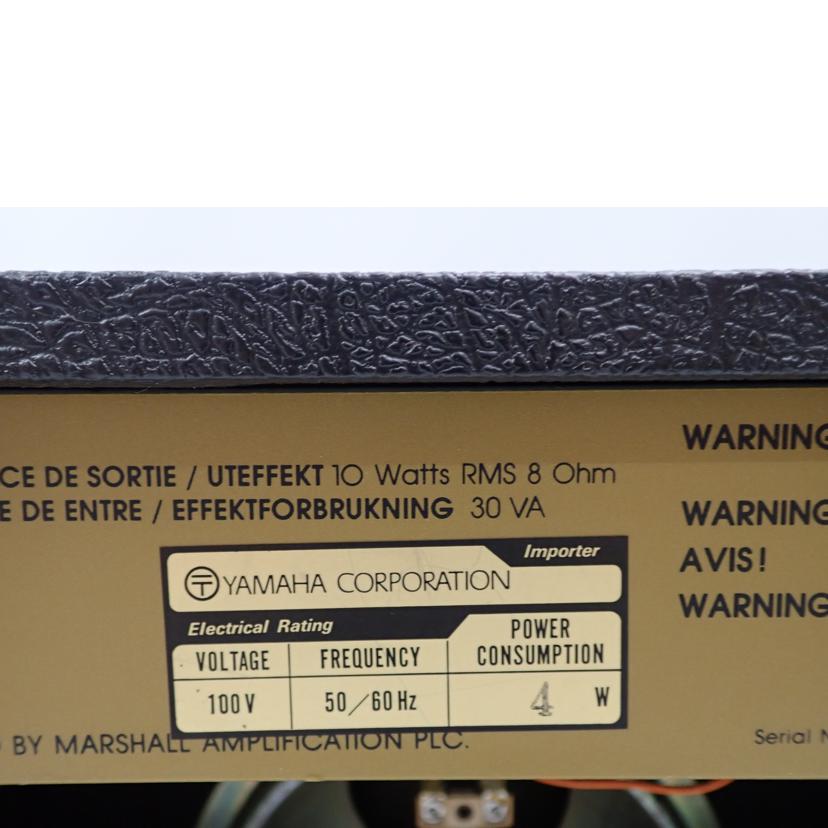 CE DE SORTIE / UTEFFEKT 10 Watts RMS 8 Ohm
E DE ENTRE / EFFEKTFORBRUKNING 30 VA
WARNING
WARNING
AVIS!
WARNING
Importer
YAMAHA CORPORATION
Electrical Rating
VOLTAGE FREQUENCY POWER CONSUMPTION
100V 50/60Hz 4 W
BY MARSHALL AMPLIFICATION PLC.
Serial N